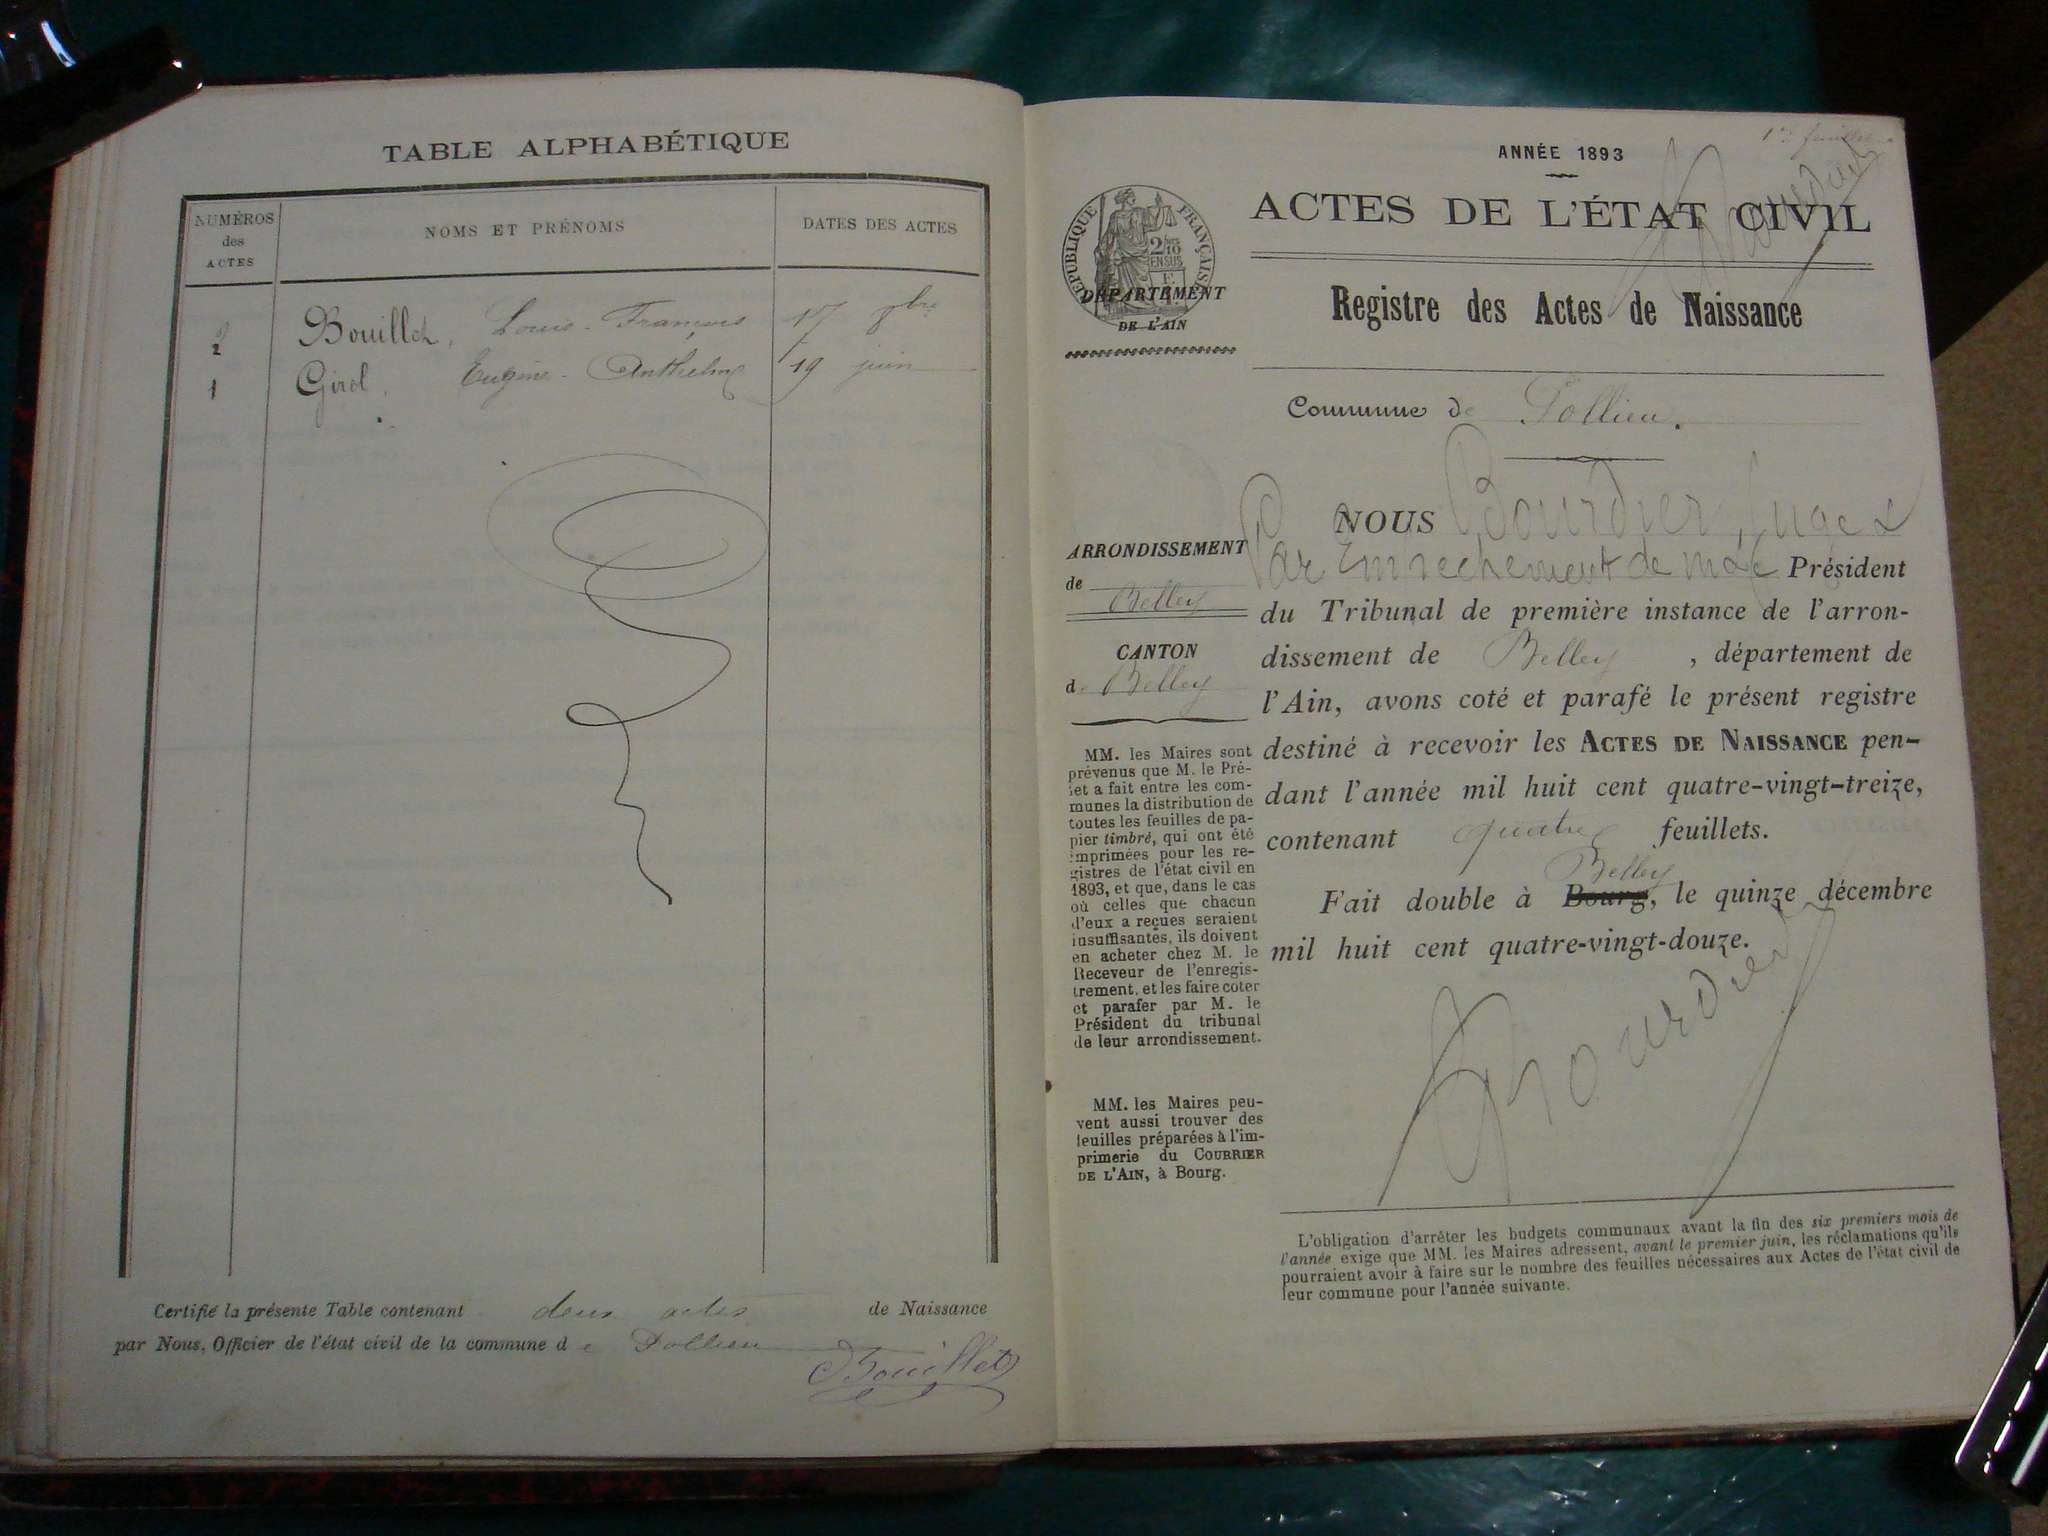 TABLE ALPHABÉTIQUE
NUMÉROS
des
ACTES
NOMS ET PRÉNOMS
DATES DES ACTES
2 Bouillet, Louis-François 17 8bre
1 Girel, Eugène-Anthelme 19 juin
Certifié la présente Table contenant deux actes de Naissance
par Nous, Officier de l'état civil de la commune de Pollieu
Bouillet
1er feuillet
Bourdier
ANNÉE 1893
ACTES DE L'ÉTAT CIVIL
RÉPUBLIQUE FRANÇAISE
DÉPARTEMENT
DE L'AIN
Registre des Actes de Naissance
Commune de Pollieu.
ARRONDISSEMENT
de Belley
CANTON
de Belley
MM. les Maires sont
prévenus que M. le Pré-
fet a fait entre les com-
munes la distribution de
toutes les feuilles de pa-
pier timbré, qui ont été
imprimées pour les re-
gistres de l'état civil en
1893, et que, dans le cas
où celles que chacun
d'eux a reçues seraient
insuffisantes, ils doivent
en acheter chez M. le
Receveur de l'enregis-
trement, et les faire coter
et parafer par M. le
Président du tribunal
de leur arrondissement.
MM. les Maires peu-
vent aussi trouver des
feuilles préparées à l'im-
primerie du COURRIER
DE L'AIN, à Bourg.
NOUS Bourdier, Juge
Par Empechement de Mr le Président
du Tribunal de première instance de l'arron-
dissement de Belley, département de
l'Ain, avons coté et parafé le présent registre
destiné à recevoir les ACTES DE NAISSANCE pen-
dant l'année mil huit cent quatre-vingt-treize,
contenant quatre feuillets.
Belley
Fait double à Bourg, le quinze décembre
mil huit cent quatre-vingt-douze.
Bourdier
L'obligation d'arrêter les budgets communaux avant la fin des six premiers mois de
l'année exige que MM. les Maires adressent, avant le premier juin, les réclamations qu'ils
pourraient avoir à faire sur le nombre des feuilles nécessaires aux Actes de l'état civil de
leur commune pour l'année suivante.